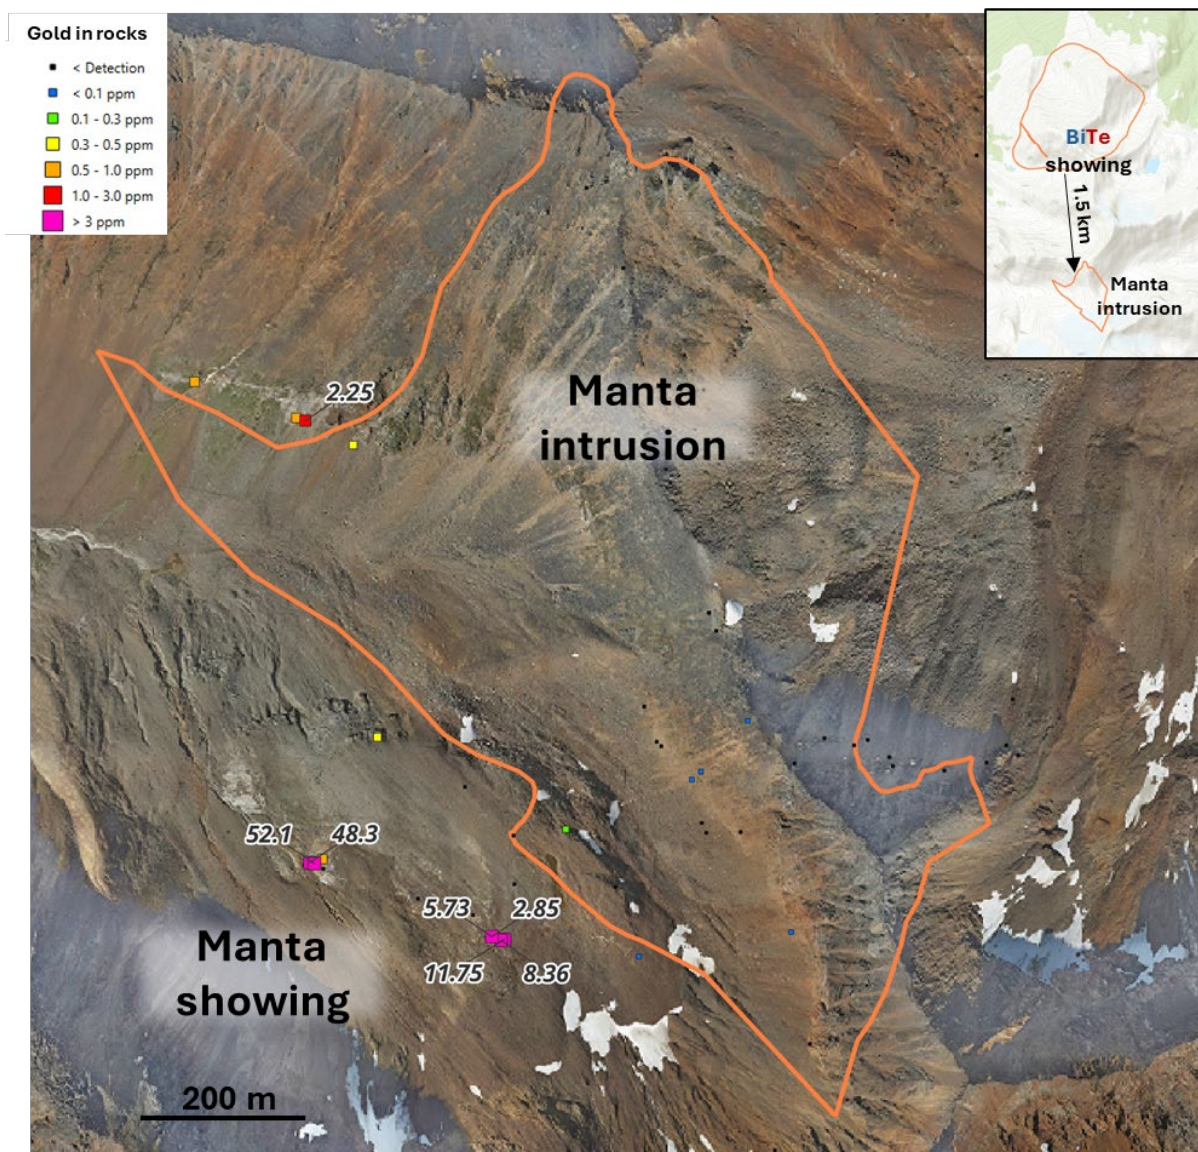 Gold in rocks
< Detection
< 0.1 ppm
0.1 - 0.3 ppm
0.3 - 0.5 ppm
0.5 - 1.0 ppm
1.0 - 3.0 ppm
> 3 ppm
BiTe
showing
1.5 km
Manta
intrusion
2.25
Manta
intrusion
52.1
48.3
5.73
2.85
11.75
8.36
Manta
showing
200 m